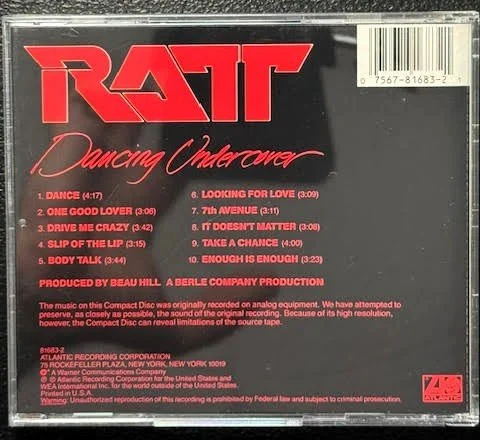 RATT
0 7567-81683-2 1
Dancing Undercover
1. DANCE (4:17)
2. ONE GOOD LOVER (3:06)
3. DRIVE ME CRAZY (3:42)
4. SLIP OF THE LIP (3:15)
5. BODY TALK (3:44)
6. LOOKING FOR LOVE (3:09)
7. 7th AVENUE (3:11)
8. IT DOESN'T MATTER (3:08)
9. TAKE A CHANCE (4:00)
10. ENOUGH IS ENOUGH (3:23)
PRODUCED BY BEAU HILL A BERLE COMPANY PRODUCTION
The music on this Compact Disc was originally recorded on analog equipment. We have attempted to
preserve, as closely as possible, the sound of the original recording. Because of its high resolution,
however, the Compact Disc can reveal limitations of the source tape.
81683-2
ATLANTIC RECORDING CORPORATION
75 ROCKEFELLER PLAZA, NEW YORK, NEW YORK 10019
A Warner Communications Company
℗ © Atlantic Recording Corporation for the United States and
WEA International Inc. for the world outside of the United States.
Printed in U.S.A.
Warning: Unauthorized reproduction of this recording is prohibited by Federal law and subject to criminal prosecution.
ATLANTIC